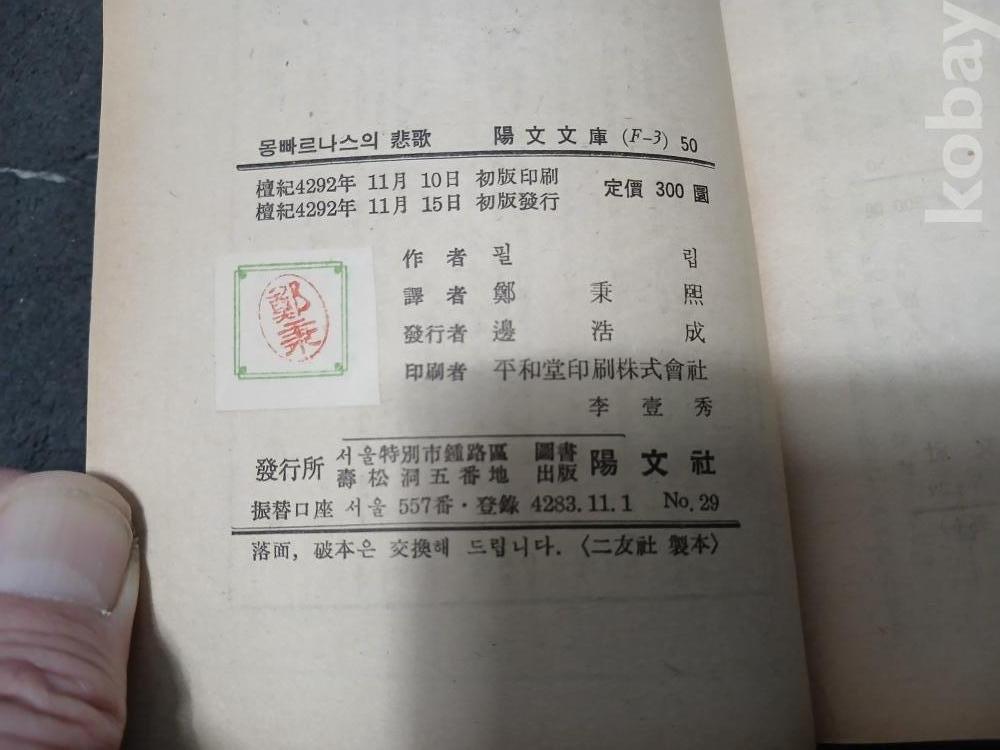 몽빠르나스의 悲歌 陽文文庫 (F-3) 50
檀紀4292年 11月 10日 初版印刷
檀紀4292年 11月 15日 初版發行
定價 300 圜
作者 필립
譯者 鄭秉熙
發行者 邊浩成
印刷者 平和堂印刷株式會社
李壹秀
鄭秉
發行所 서울特別市鍾路區 壽松洞五番地 圖書出版 陽文社
振替口座 서울 557番·登錄 4283.11.1 No.29
落面, 破本은 交換해 드립니다. 〈二友社 製本〉
kobay